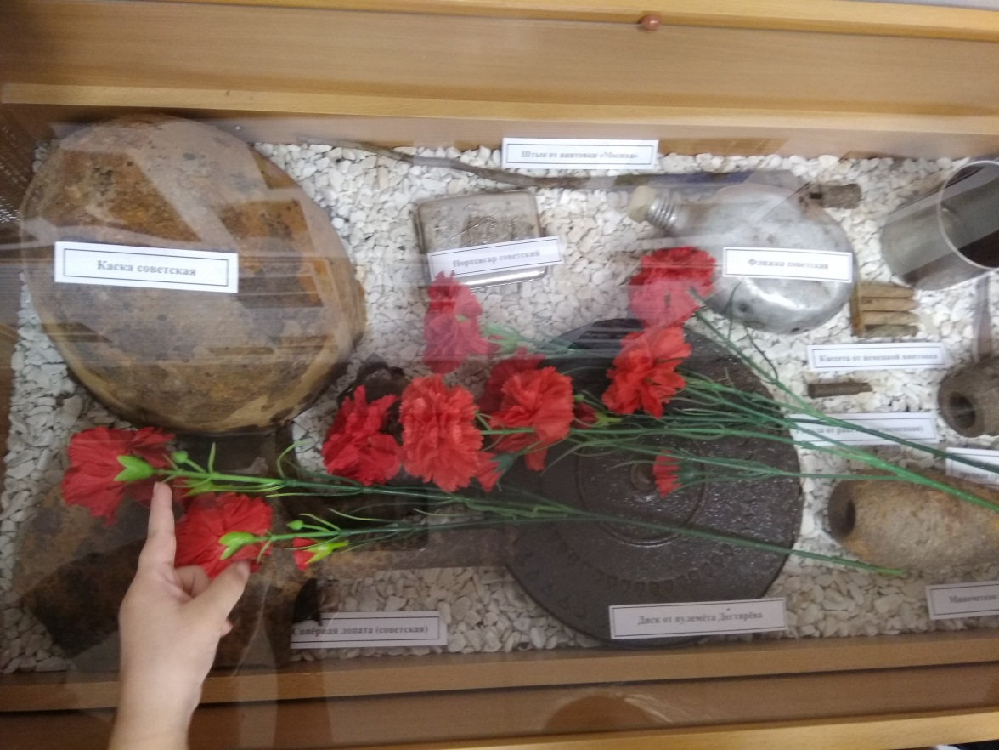 Штык от винтовки «Мосина»
Каска советская
Портсигар советский
Фляжка советская
Кассета от немецкой винтовки
(немецкая)
Сапёрная лопата (советская)
Диск от пулемёта Дегтярёва